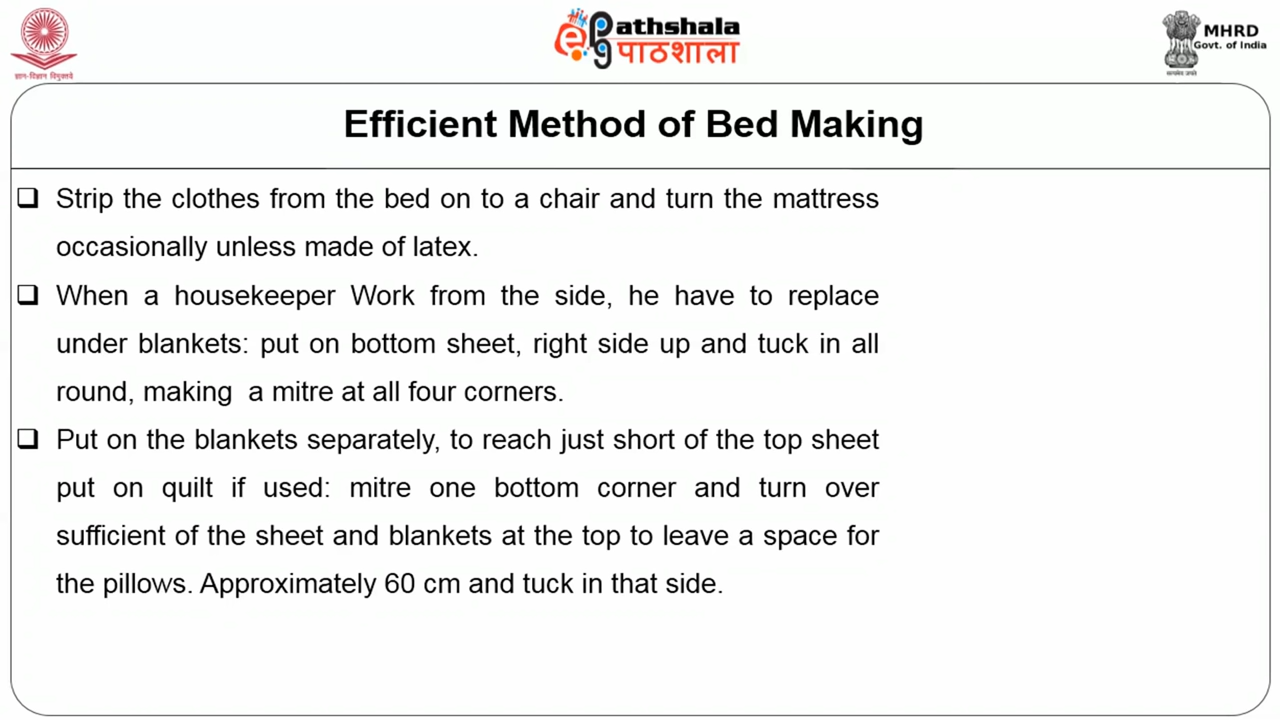 Pathshala
पाठशाला
MHRD
Govt. of India
ज्ञान-विज्ञान विमुक्तये
सत्यमेव जयते
Efficient Method of Bed Making
Strip the clothes from the bed on to a chair and turn the mattress
occasionally unless made of latex.
When a housekeeper Work from the side, he have to replace
under blankets: put on bottom sheet, right side up and tuck in all
round, making a mitre at all four corners.
Put on the blankets separately, to reach just short of the top sheet
put on quilt if used: mitre one bottom corner and turn over
sufficient of the sheet and blankets at the top to leave a space for
the pillows. Approximately 60 cm and tuck in that side.